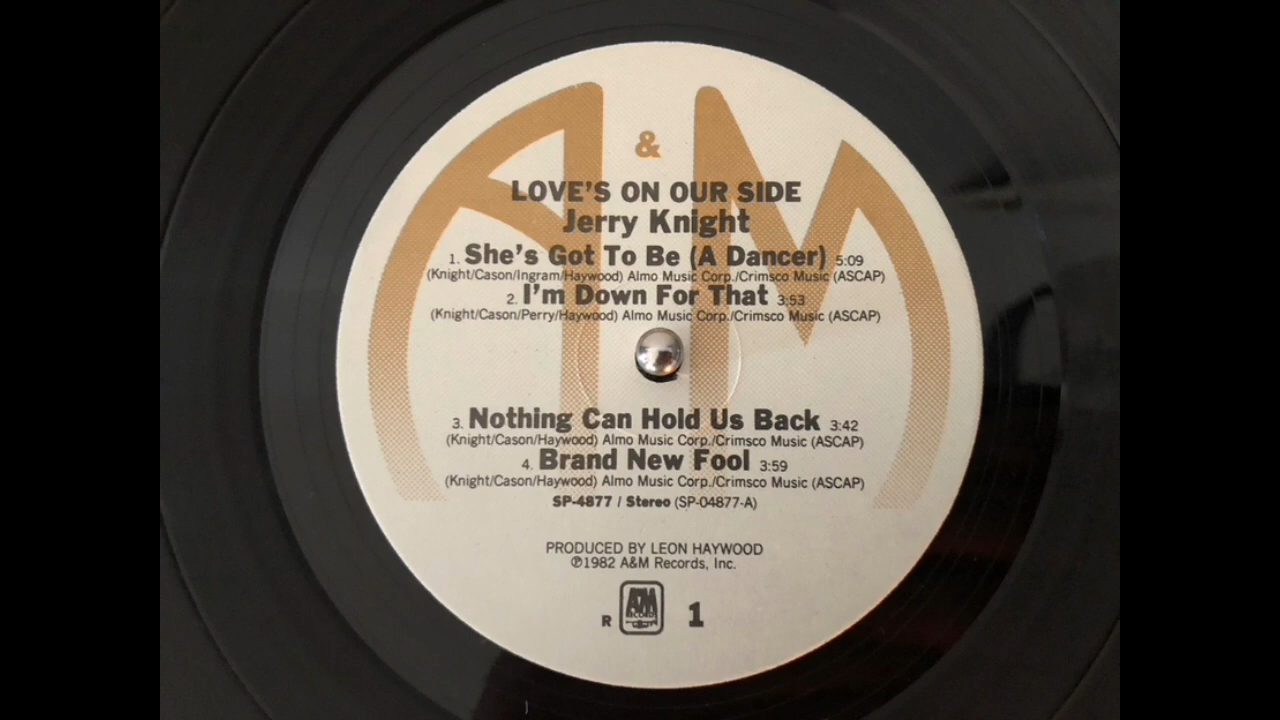 A & M
LOVE'S ON OUR SIDE
Jerry Knight
1. She's Got To Be (A Dancer) 5:09
(Knight/Cason/Ingram/Haywood) Almo Music Corp./Crimsco Music (ASCAP)
2. I'm Down For That 3:53
(Knight/Cason/Perry/Haywood) Almo Music Corp./Crimsco Music (ASCAP)
3. Nothing Can Hold Us Back 3:42
(Knight/Cason/Haywood) Almo Music Corp./Crimsco Music (ASCAP)
4. Brand New Fool 3:59
(Knight/Cason/Haywood) Almo Music Corp./Crimsco Music (ASCAP)
SP-4877 / Stereo (SP-04877-A)
PRODUCED BY LEON HAYWOOD
℗1982 A&M Records, Inc.
R A&M RECORDS 1